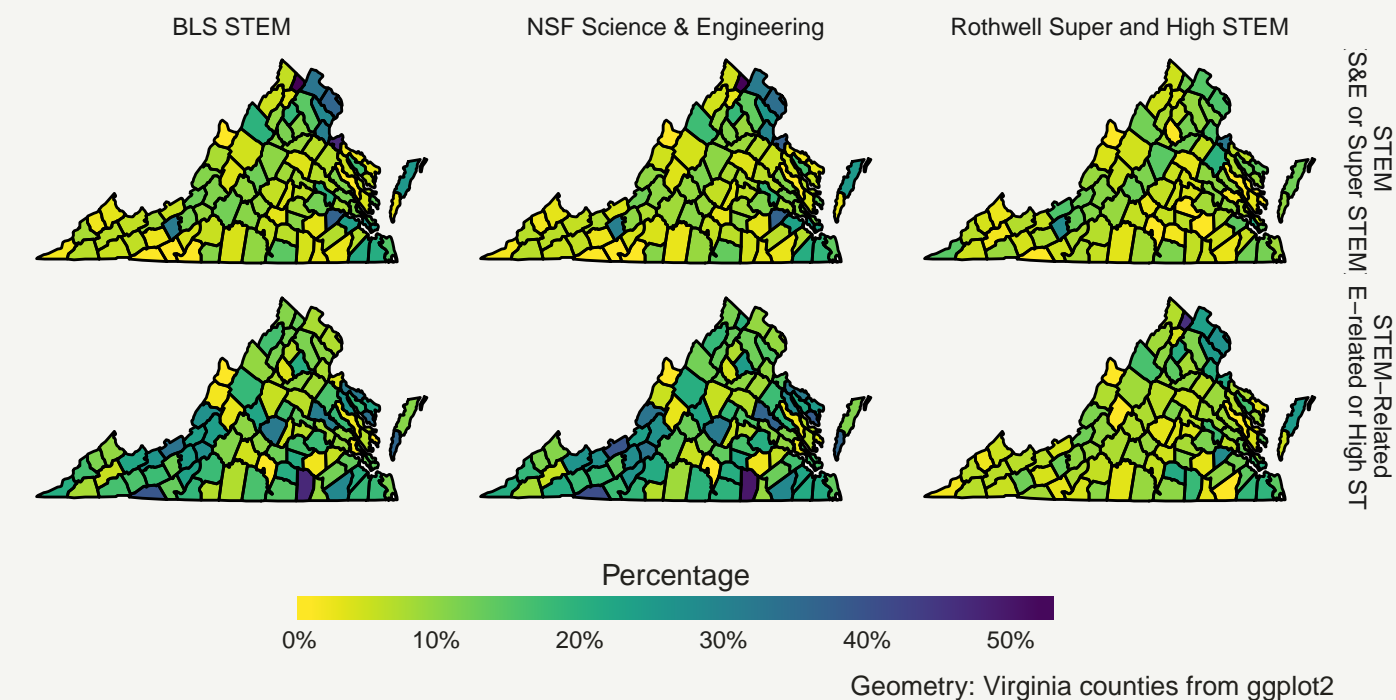 BLS STEM
NSF Science & Engineering
Rothwell Super and High STEM
STEM
S&E or Super STEM
STEM−Related
E−related or High ST
Percentage
0% 10% 20% 30% 40% 50%
Geometry: Virginia counties from ggplot2